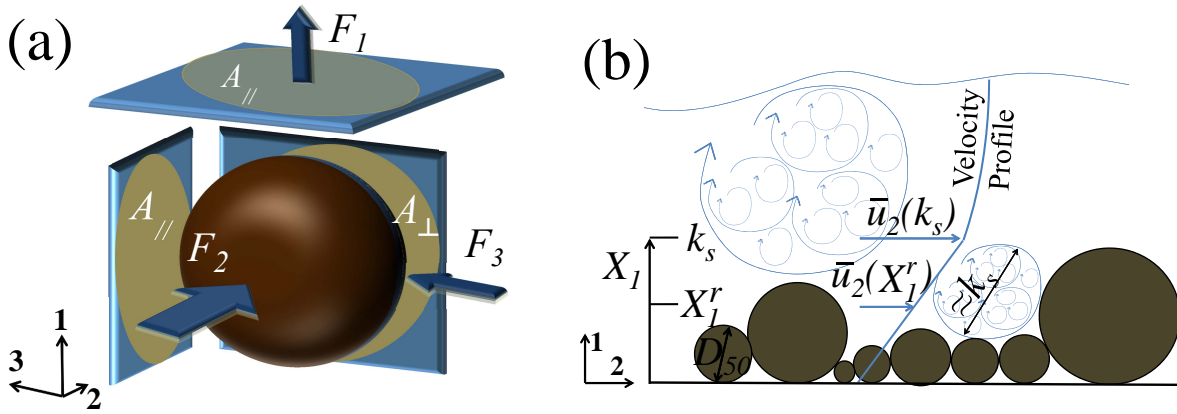 (a)
F₁
A//
A//
A⊥
F₂
F₃
1
3
2
(b)
Velocity
Profile
ū₂(kₛ)
kₛ
X₁
ū₂(X₁ʳ)
X₁ʳ
≈kₛ
D₅₀
1
2